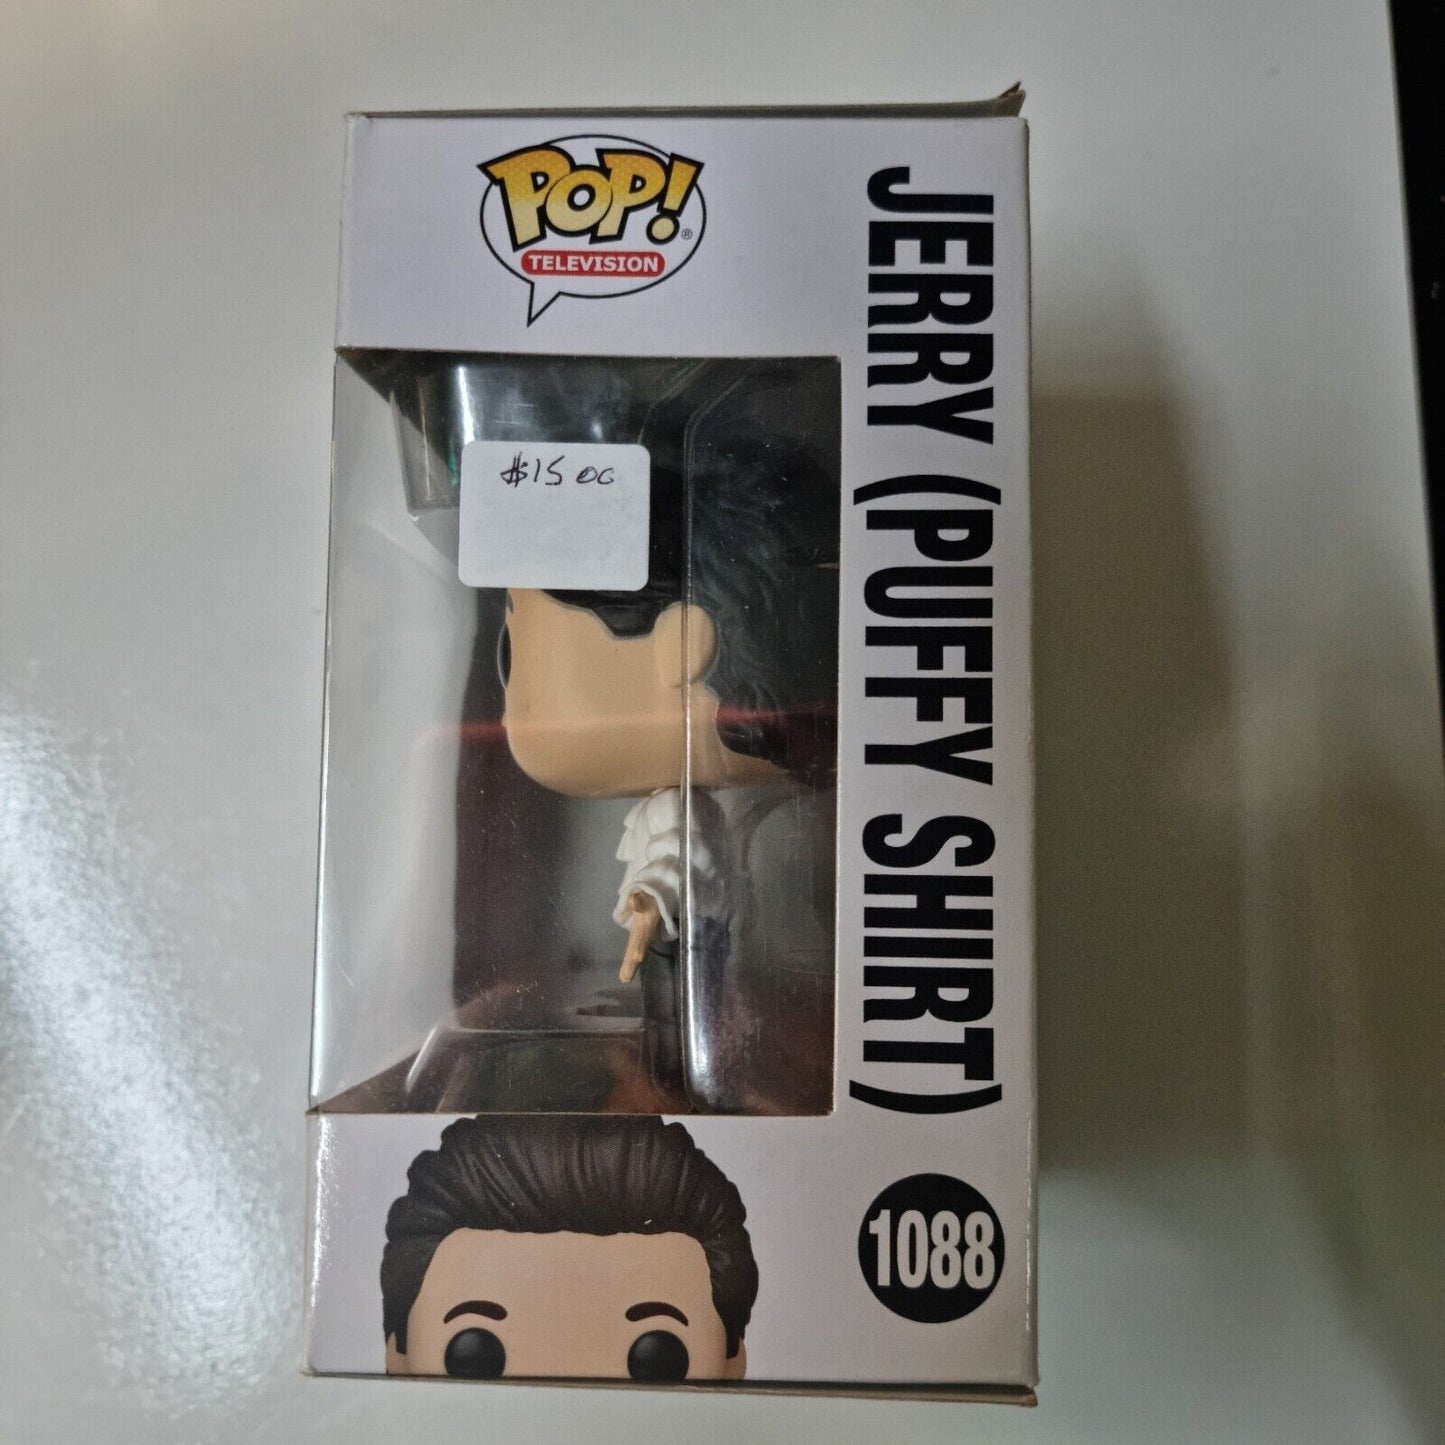 POP! ®
TELEVISION
$15 00
JERRY (PUFFY SHIRT)
1088